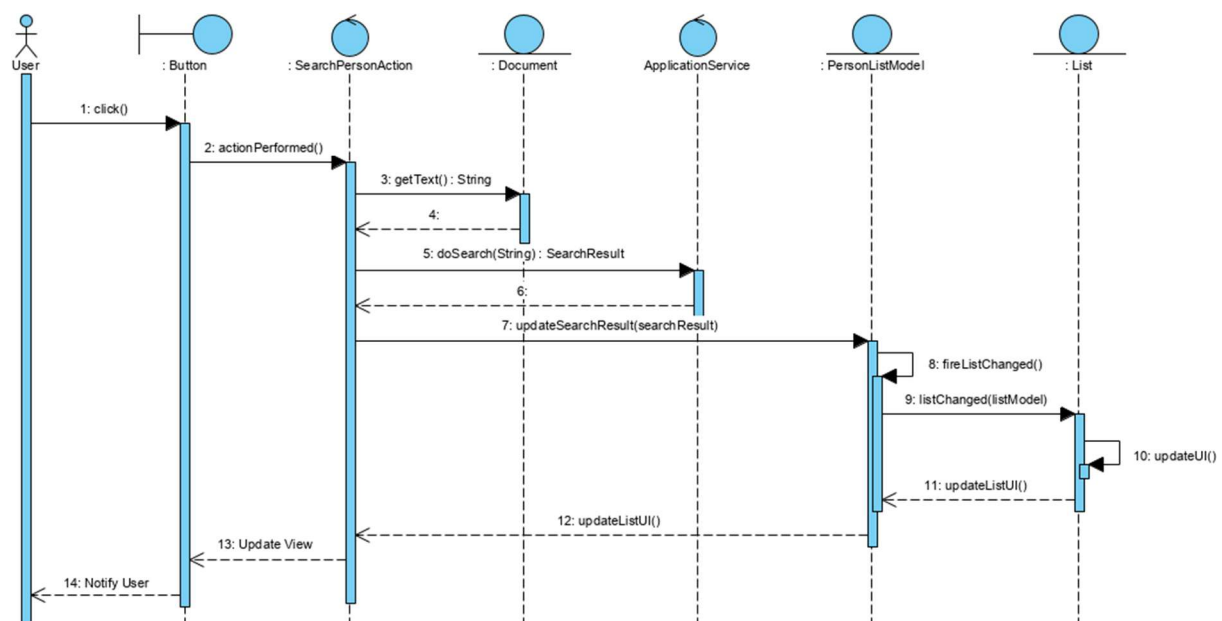 User
: Button
: SearchPersonAction
: Document
ApplicationService
: PersonListModel
: List
1: click()
2: actionPerformed()
3: getText() : String
4:
5: doSearch(String) : SearchResult
6:
7: updateSearchResult(searchResult)
8: fireListChanged()
9: listChanged(listModel)
10: updateUI()
11: updateListUI()
12: updateListUI()
13: Update View
14: Notify User